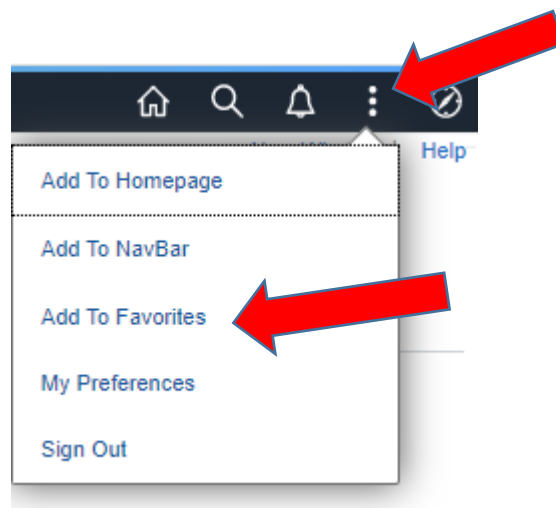 Help
Add To Homepage
Add To NavBar
Add To Favorites
My Preferences
Sign Out